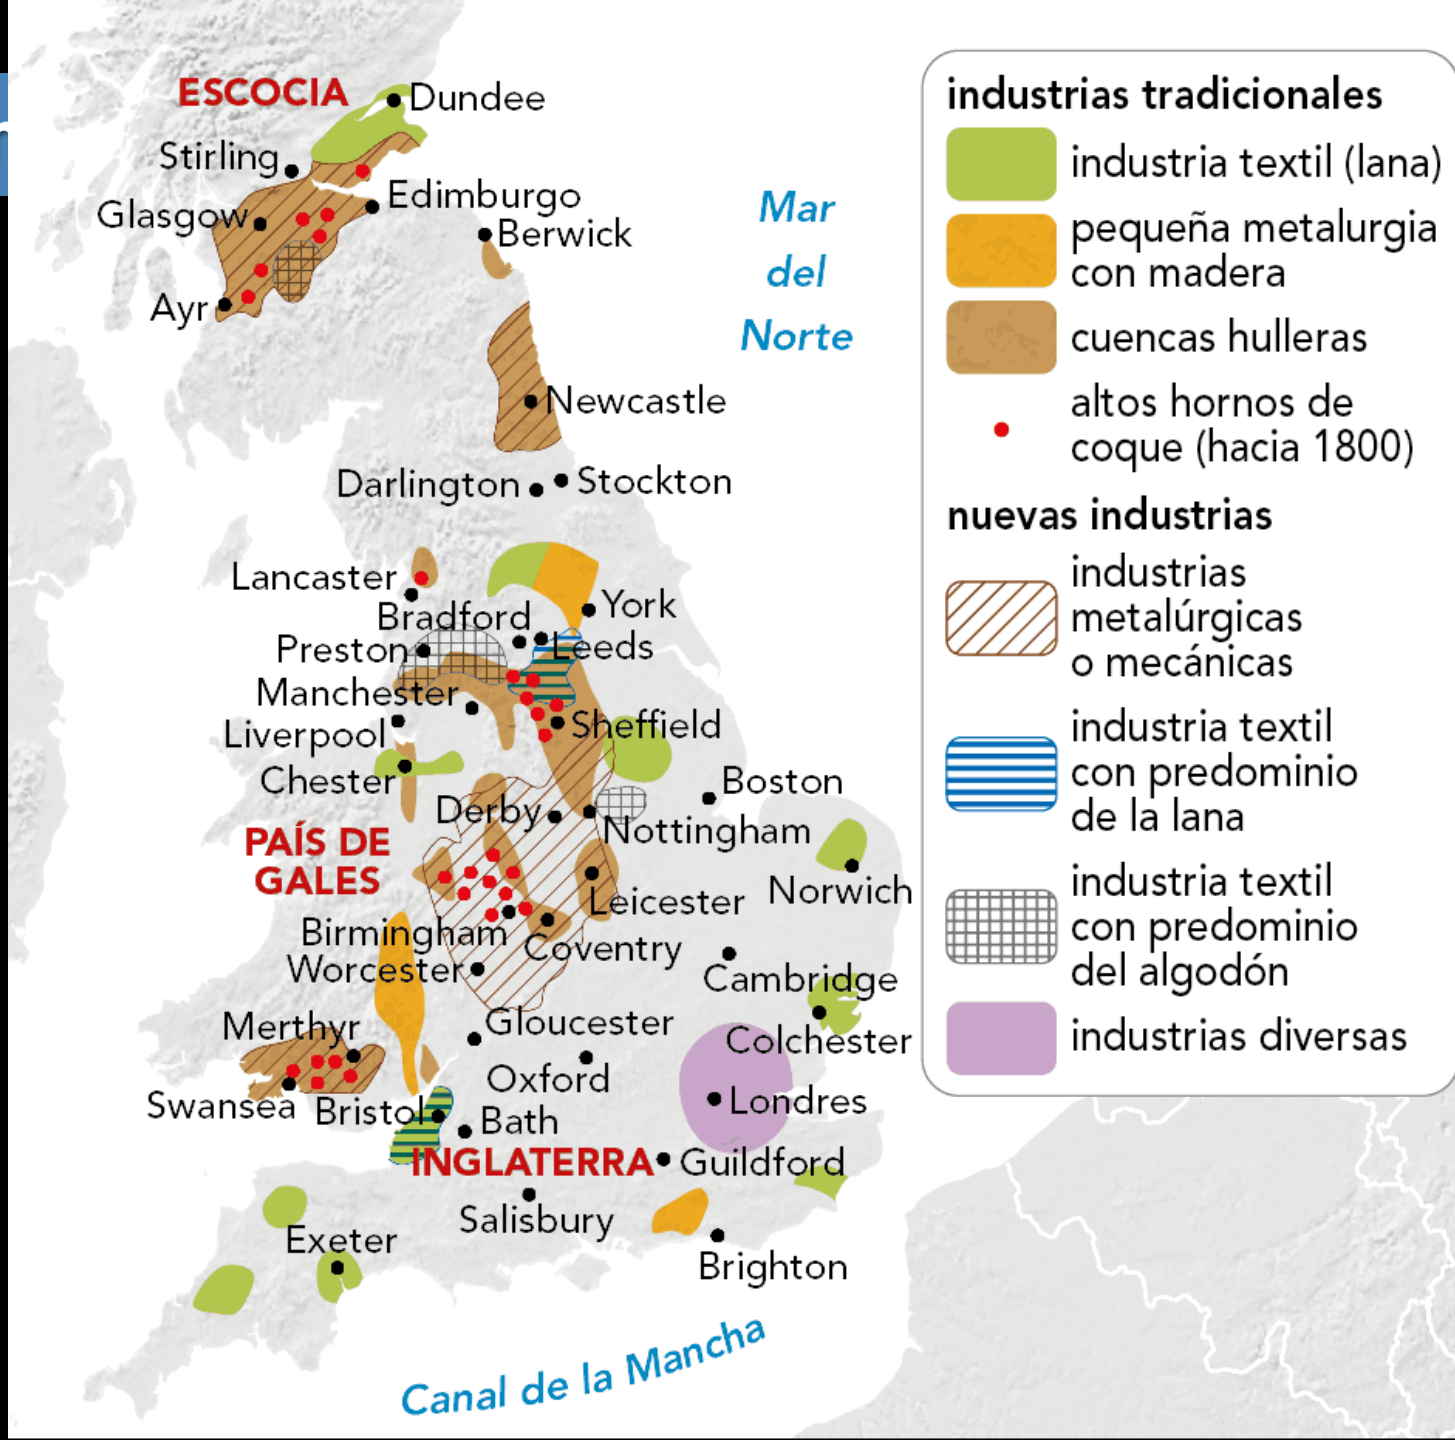 ESCOCIA
Dundee
Stirling
Edimburgo
Glasgow
Berwick
Ayr
Mar
del
Norte
Newcastle
Darlington
Stockton
Lancaster
York
Bradford
Preston
Leeds
Manchester
Liverpool
Sheffield
Chester
Boston
Derby
Nottingham
PAÍS DE
GALES
Norwich
Leicester
Birmingham
Coventry
Worcester
Cambridge
Merthyr
Gloucester
Colchester
Oxford
Londres
Swansea
Bristol
Bath
INGLATERRA
Guildford
Salisbury
Exeter
Brighton
Canal de la Mancha
industrias tradicionales
industria textil (lana)
pequeña metalurgia
con madera
cuencas hulleras
altos hornos de
coque (hacia 1800)
nuevas industrias
industrias
metalúrgicas
o mecánicas
industria textil
con predominio
de la lana
industria textil
con predominio
del algodón
industrias diversas